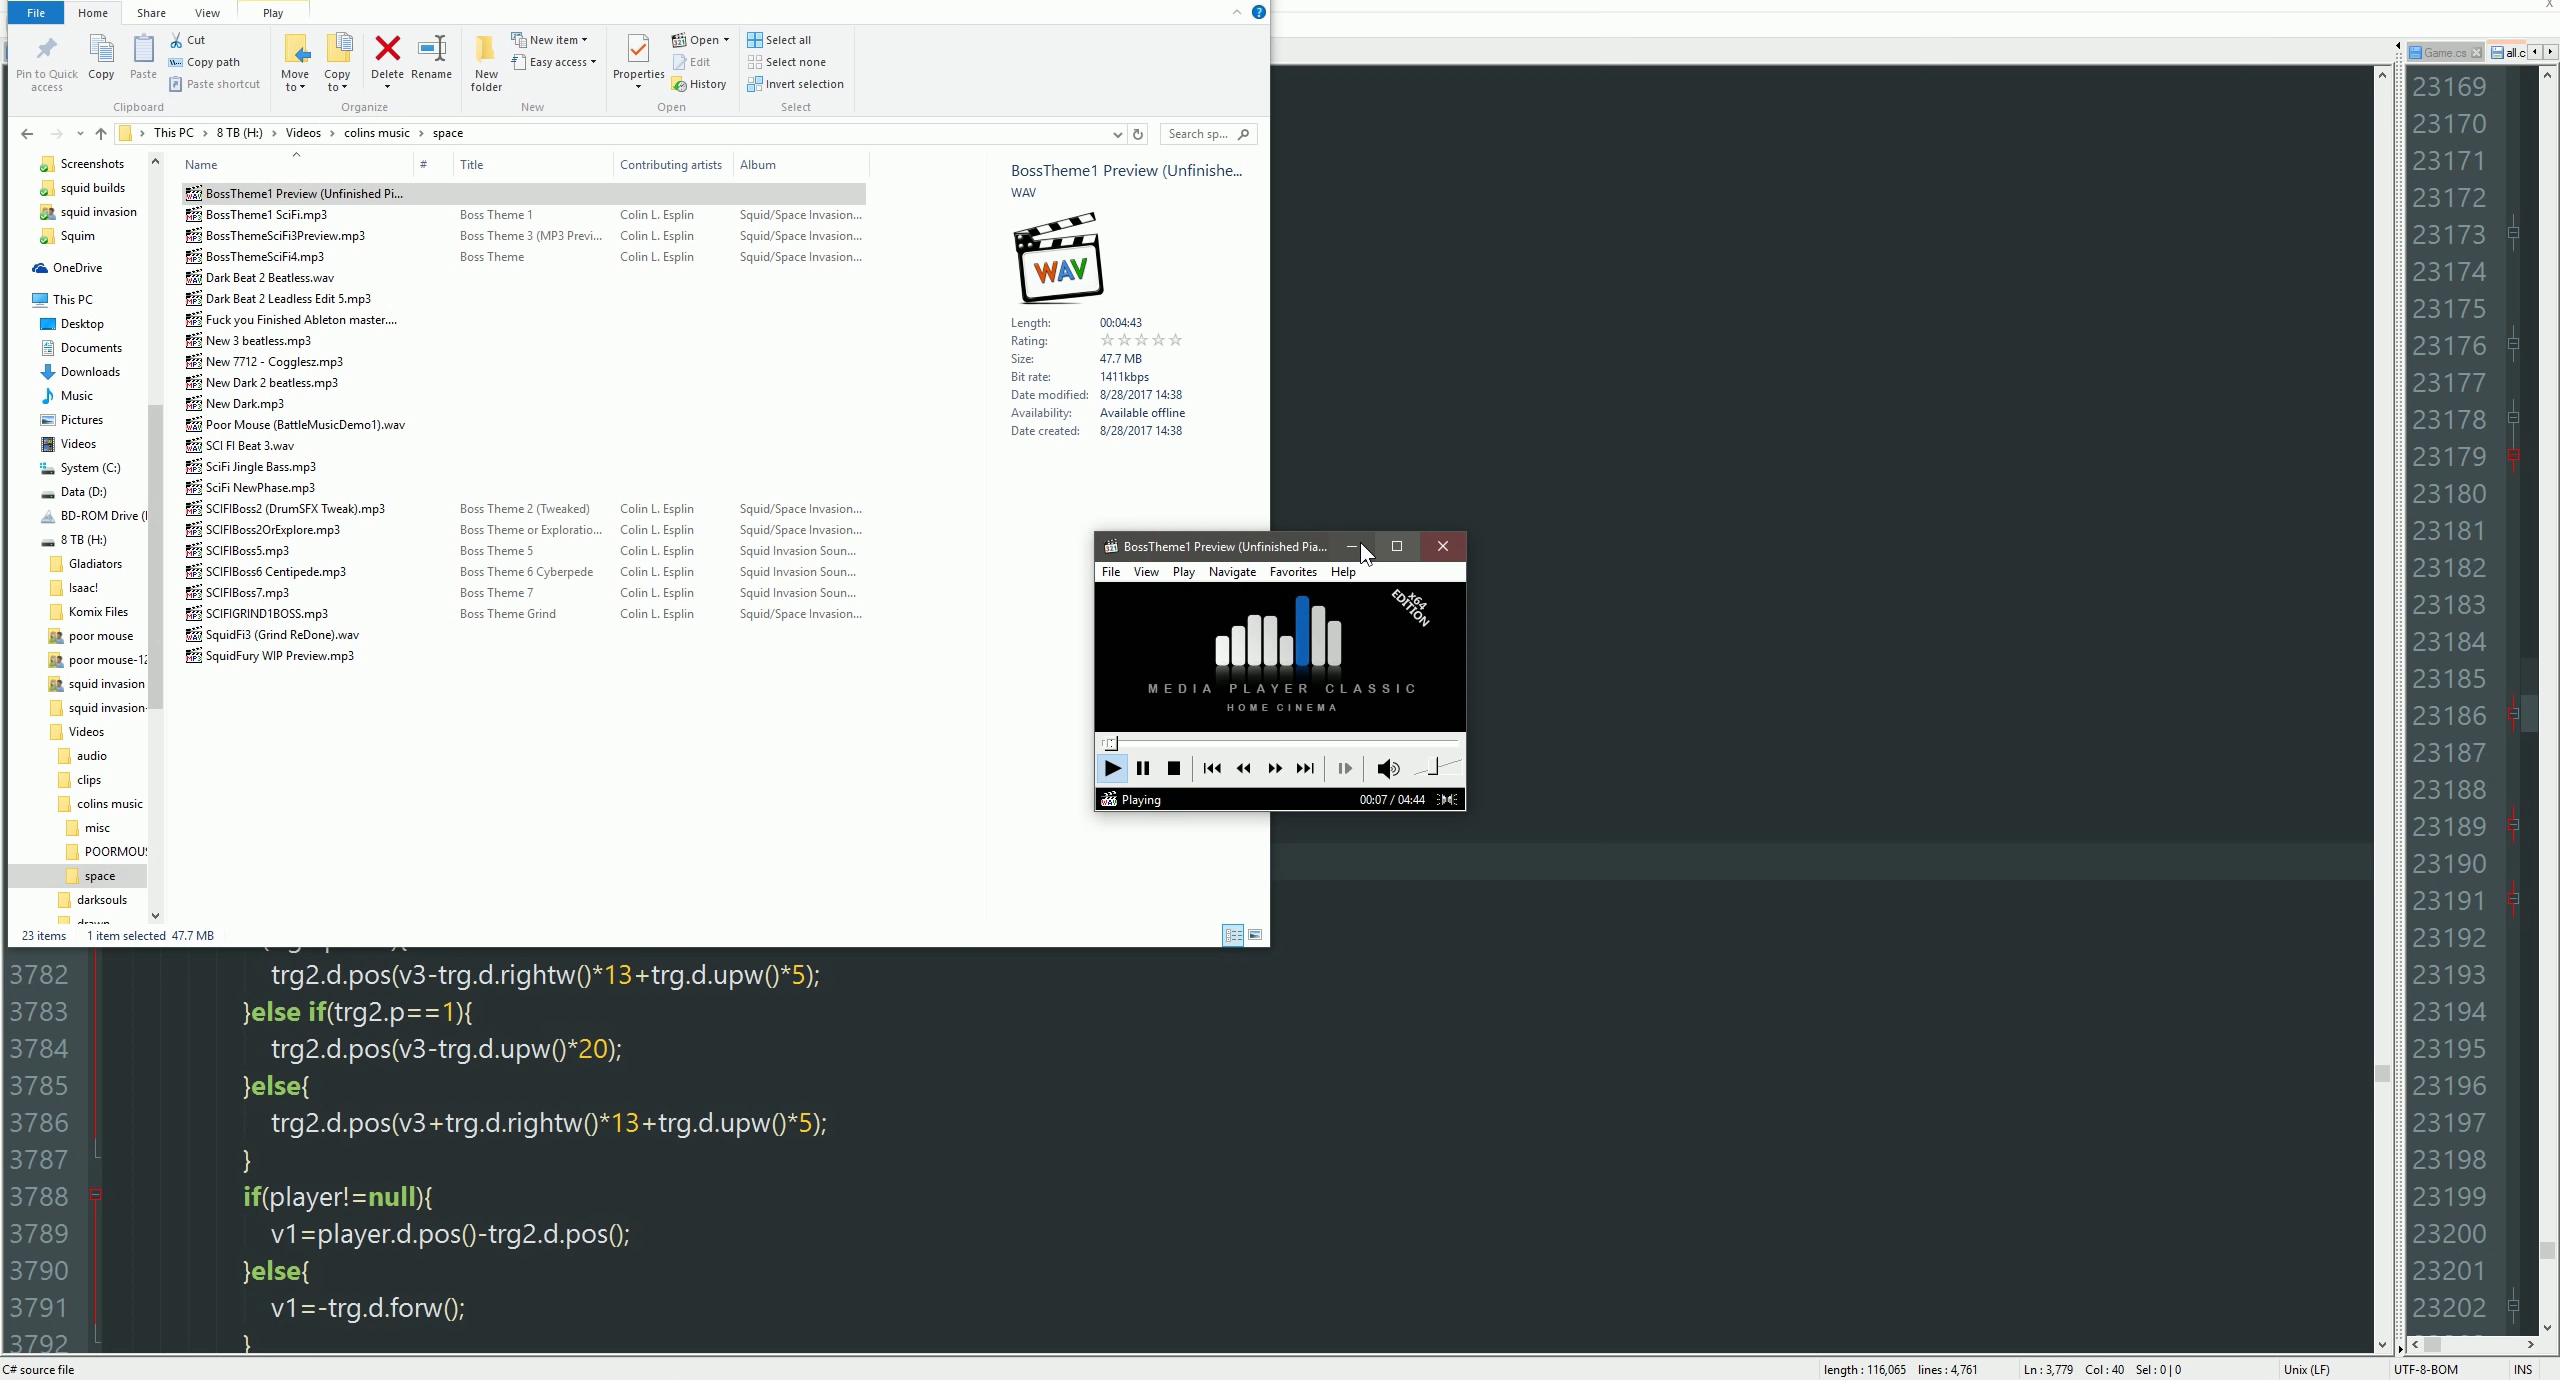 File Home Share View Play
Pin to Quick access
Copy
Paste
Cut
Copy path
Paste shortcut
Clipboard
Move to
Copy to
Delete
Rename
Organize
New folder
New item
Easy access
New
Properties
Open
Edit
History
Open
Select all
Select none
Invert selection
Select
This PC > 8 TB (H:) > Videos > colins music > space
Search sp...
Screenshots
squid builds
squid invasion
Squim
OneDrive
This PC
Desktop
Documents
Downloads
Music
Pictures
Videos
System (C:)
Data (D:)
BD-ROM Drive (
8 TB (H:)
Gladiators
Isaac!
Komix Files
poor mouse
poor mouse-12
squid invasion
squid invasion-
Videos
audio
clips
colins music
misc
POORMOUS
space
darksouls
Name # Title Contributing artists Album
BossTheme1 Preview (Unfinished Pi...
BossTheme1 SciFi.mp3 Boss Theme 1 Colin L. Esplin Squid/Space Invasion...
BossThemeSciFi3Preview.mp3 Boss Theme 3 (MP3 Previ... Colin L. Esplin Squid/Space Invasion...
BossThemeSciFi4.mp3 Boss Theme Colin L. Esplin Squid/Space Invasion...
Dark Beat 2 Beatless.wav
Dark Beat 2 Leadless Edit 5.mp3
Fuck you Finished Ableton master....
New 3 beatless.mp3
New 7712 - Cogglesz.mp3
New Dark 2 beatless.mp3
New Dark.mp3
Poor Mouse (BattleMusicDemo1).wav
SCI FI Beat 3.wav
SciFi Jingle Bass.mp3
SciFi NewPhase.mp3
SCIFIBoss2 (DrumSFX Tweak).mp3 Boss Theme 2 (Tweaked) Colin L. Esplin Squid/Space Invasion...
SCIFIBoss2OrExplore.mp3 Boss Theme or Exploratio... Colin L. Esplin Squid/Space Invasion...
SCIFIBoss5.mp3 Boss Theme 5 Colin L. Esplin Squid Invasion Soun...
SCIFIBoss6 Centipede.mp3 Boss Theme 6 Cyberpede Colin L. Esplin Squid Invasion Soun...
SCIFIBoss7.mp3 Boss Theme 7 Colin L. Esplin Squid Invasion Soun...
SCIFIGRIND1BOSS.mp3 Boss Theme Grind Colin L. Esplin Squid/Space Invasion...
SquidFi3 (Grind ReDone).wav
SquidFury WIP Preview.mp3
BossTheme1 Preview (Unfinishe...
WAV
WAV
Length: 00:04:43
Rating:
Size: 47.7 MB
Bit rate: 1411kbps
Date modified: 8/28/2017 14:38
Availability: Available offline
Date created: 8/28/2017 14:38
23 items 1 item selected 47.7 MB
BossTheme1 Preview (Unfinished Pia...
File View Play Navigate Favorites Help
x64 EDITION
MEDIA PLAYER CLASSIC
HOME CINEMA
Playing 00:07 / 04:44
3782 trg2.d.pos(v3-trg.d.rightw()*13+trg.d.upw()*5);
3783 }else if(trg2.p==1){
3784 trg2.d.pos(v3-trg.d.upw()*20);
3785 }else{
3786 trg2.d.pos(v3+trg.d.rightw()*13+trg.d.upw()*5);
3787 }
3788 if(player!=null){
3789 v1=player.d.pos()-trg2.d.pos();
3790 }else{
3791 v1=-trg.d.forw();
3792 }
Game.cs all.c
23169
23170
23171
23172
23173
23174
23175
23176
23177
23178
23179
23180
23181
23182
23183
23184
23185
23186
23187
23188
23189
23190
23191
23192
23193
23194
23195
23196
23197
23198
23199
23200
23201
23202
C# source file length : 116,065 lines : 4,761 Ln : 3,779 Col : 40 Sel : 0 | 0 Unix (LF) UTF-8-BOM INS